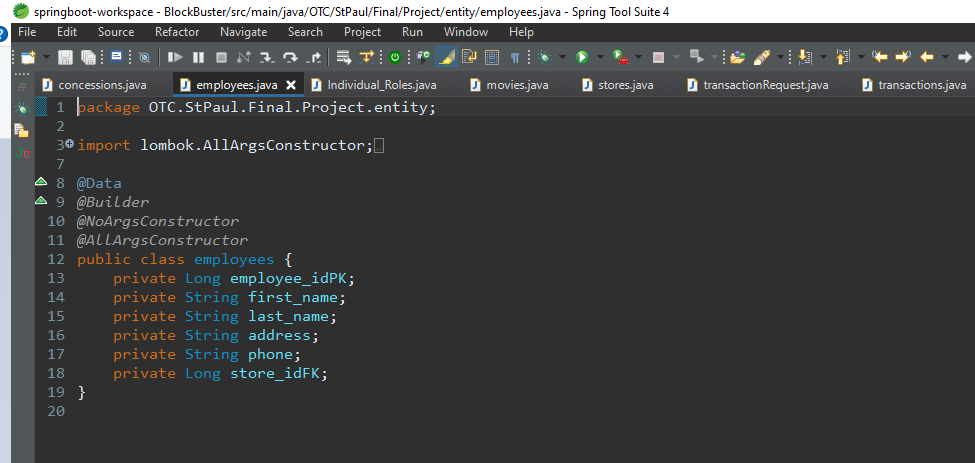 springboot-workspace - BlockBuster/src/main/java/OTC/StPaul/Final/Project/entity/employees.java - Spring Tool Suite 4
File Edit Source Refactor Navigate Search Project Run Window Help
concessions.java employees.java Individual_Roles.java movies.java stores.java transactionRequest.java transactions.java
1 package OTC.StPaul.Final.Project.entity;
2
3 import lombok.AllArgsConstructor;
7
8 @Data
9 @Builder
10 @NoArgsConstructor
11 @AllArgsConstructor
12 public class employees {
13 private Long employee_idPK;
14 private String first_name;
15 private String last_name;
16 private String address;
17 private String phone;
18 private Long store_idFK;
19 }
20